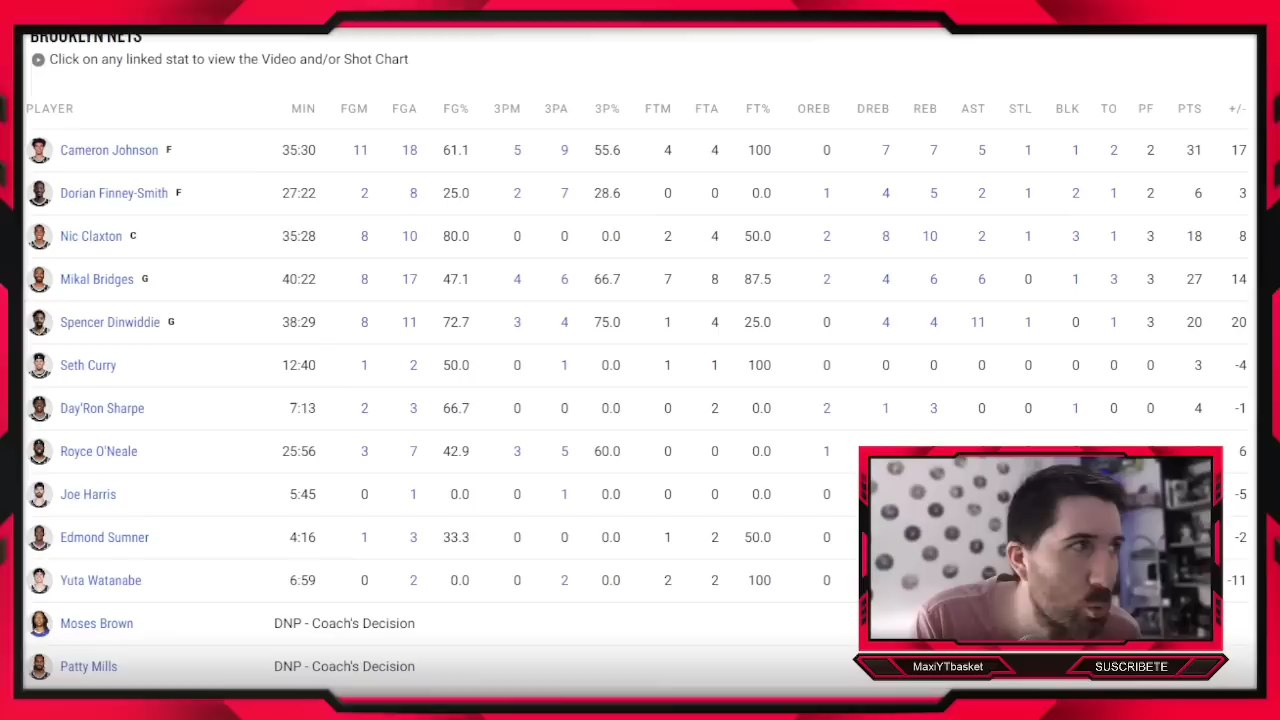 BROOKLYN NETS
Click on any linked stat to view the Video and/or Shot Chart
PLAYER MIN FGM FGA FG% 3PM 3PA 3P% FTM FTA FT% OREB DREB REB AST STL BLK TO PF PTS +/-
Cameron Johnson F 35:30 11 18 61.1 5 9 55.6 4 4 100 0 7 7 5 1 1 2 2 31 17
Dorian Finney-Smith F 27:22 2 8 25.0 2 7 28.6 0 0 0.0 1 4 5 2 1 2 1 2 6 3
Nic Claxton C 35:28 8 10 80.0 0 0 0.0 2 4 50.0 2 8 10 2 1 3 1 3 18 8
Mikal Bridges G 40:22 8 17 47.1 4 6 66.7 7 8 87.5 2 4 6 6 0 1 3 3 27 14
Spencer Dinwiddie G 38:29 8 11 72.7 3 4 75.0 1 4 25.0 0 4 4 11 1 0 1 3 20 20
Seth Curry 12:40 1 2 50.0 0 1 0.0 1 1 100 0 0 0 0 0 0 0 0 3 -4
Day'Ron Sharpe 7:13 2 3 66.7 0 0 0.0 0 2 0.0 2 1 3 0 0 1 0 0 4 -1
Royce O'Neale 25:56 3 7 42.9 3 5 60.0 0 0 0.0 1 6
Joe Harris 5:45 0 1 0.0 0 1 0.0 0 0 0.0 0 -5
Edmond Sumner 4:16 1 3 33.3 0 0 0.0 1 2 50.0 0 -2
Yuta Watanabe 6:59 0 2 0.0 0 2 0.0 2 2 100 0 -11
Moses Brown DNP - Coach's Decision
Patty Mills DNP - Coach's Decision
MaxiYTbasket SUSCRIBETE